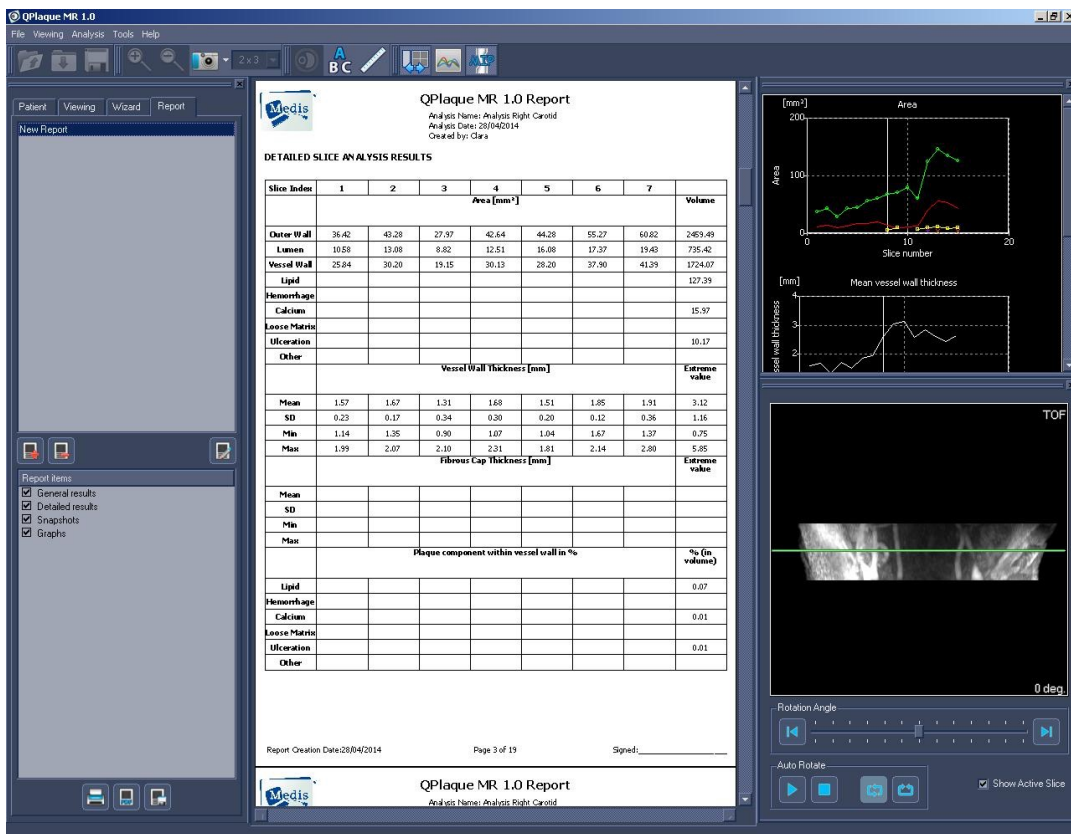 QPlaque MR 1.0
File Viewing Analysis Tools Help
2x3
A
B C
MIP
Patient Viewing Wizard Report
New Report
Report items
General results
Detailed results
Snapshots
Graphs
Medis
QPlaque MR 1.0 Report
Analysis Name: Analysis Right Carotid
Analysis Date: 28/04/2014
Created by: Clara
DETAILED SLICE ANALYSIS RESULTS
Slice Index 1 2 3 4 5 6 7
Area [mm²] Volume
Outer Wall 36.42 43.28 27.97 42.64 44.28 55.27 60.82 2459.49
Lumen 10.58 13.08 8.82 12.51 16.08 17.37 19.43 735.42
Vessel Wall 25.84 30.20 19.15 30.13 28.20 37.90 41.39 1724.07
Lipid 127.39
Hemorrhage
Calcium 15.97
Loose Matrix
Ulceration 10.17
Other
Vessel Wall Thickness [mm] Extreme value
Mean 1.57 1.67 1.31 1.68 1.51 1.85 1.91 3.12
SD 0.23 0.17 0.34 0.30 0.20 0.12 0.36 1.16
Min 1.14 1.35 0.90 1.07 1.04 1.67 1.37 0.75
Max 1.99 2.07 2.10 2.31 1.81 2.14 2.80 5.85
Fibrous Cap Thickness [mm] Extreme value
Mean
SD
Min
Max
Plaque component within vessel wall in % % (in volume)
Lipid 0.07
Hemorrhage
Calcium 0.01
Loose Matrix
Ulceration 0.01
Other
Report Creation Date:28/04/2014 Page 3 of 19 Signed:
Medis
QPlaque MR 1.0 Report
Analysis Name: Analysis Right Carotid
[mm²] Area
200
100
0
Area
0 10 20
Slice number
[mm] Mean vessel wall thickness
4
3
2
wall thickness
TOF
0 deg.
Rotation Angle
Auto Rotate
Show Active Slice